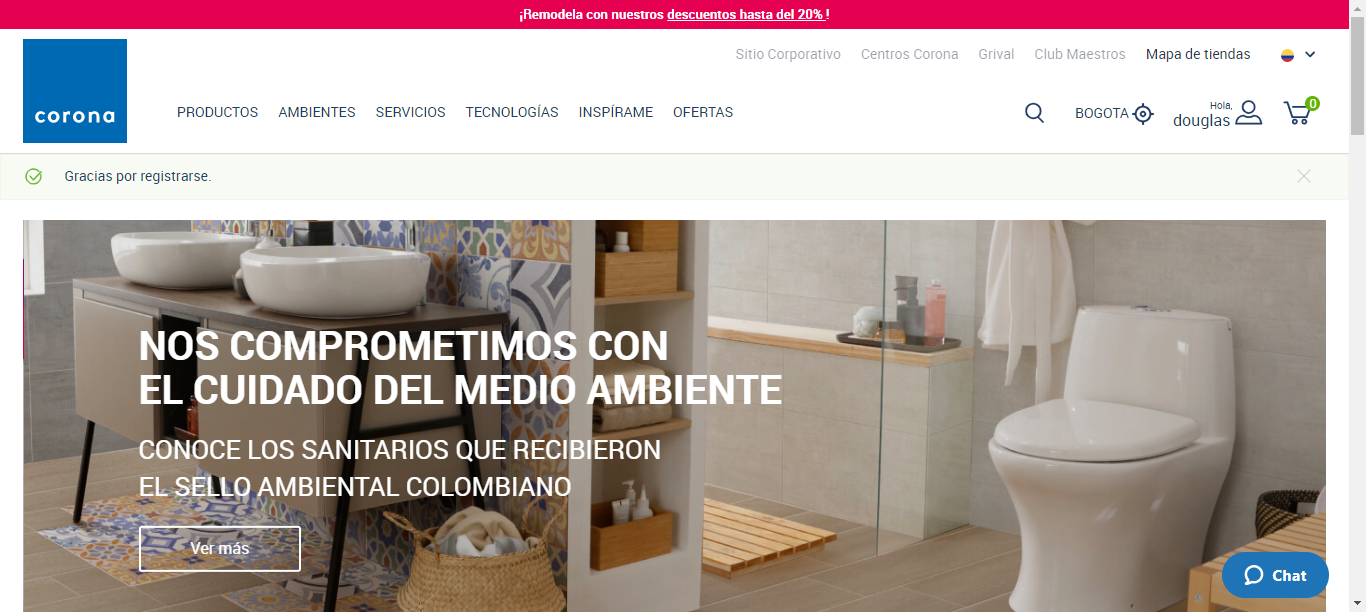 ¡Remodela con nuestros descuentos hasta del 20% !
Sitio Corporativo Centros Corona Grival Club Maestros Mapa de tiendas
corona
PRODUCTOS AMBIENTES SERVICIOS TECNOLOGÍAS INSPÍRAME OFERTAS
BOGOTA
Hola,
douglas
0
Gracias por registrarse.
NOS COMPROMETIMOS CON
EL CUIDADO DEL MEDIO AMBIENTE
CONOCE LOS SANITARIOS QUE RECIBIERON
EL SELLO AMBIENTAL COLOMBIANO
Ver más
Chat